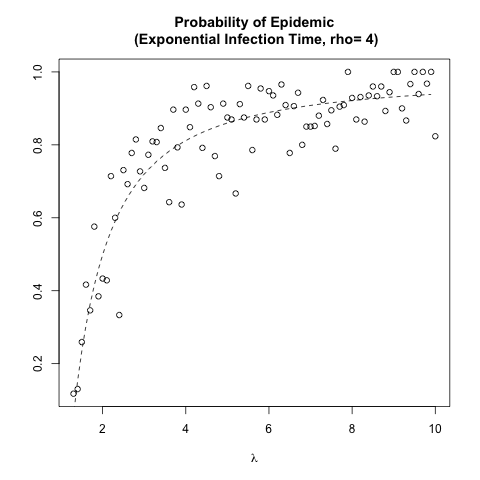 Probability of Epidemic
(Exponential Infection Time, rho= 4)
1.0
0.8
0.6
0.4
0.2
2 4 6 8 10
λ